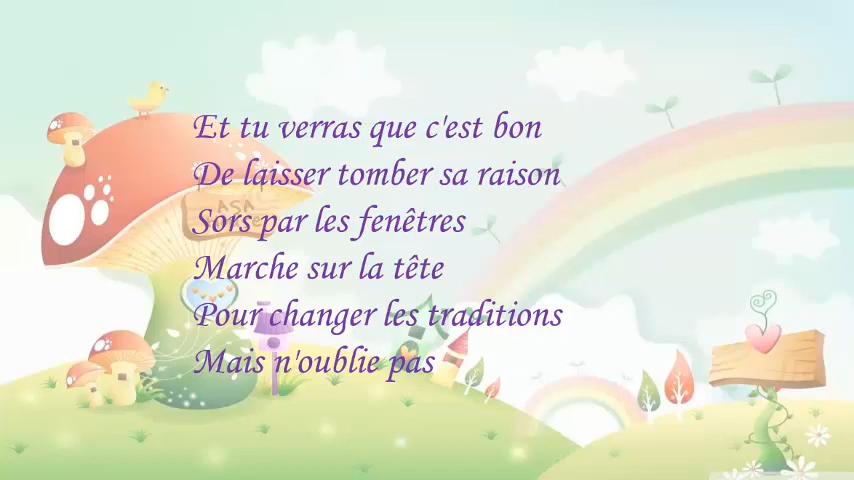 Et tu verras que c'est bon
De laisser tomber sa raison
Sors par les fenêtres
Marche sur la tête
Pour changer les traditions
Mais n'oublie pas
ASA